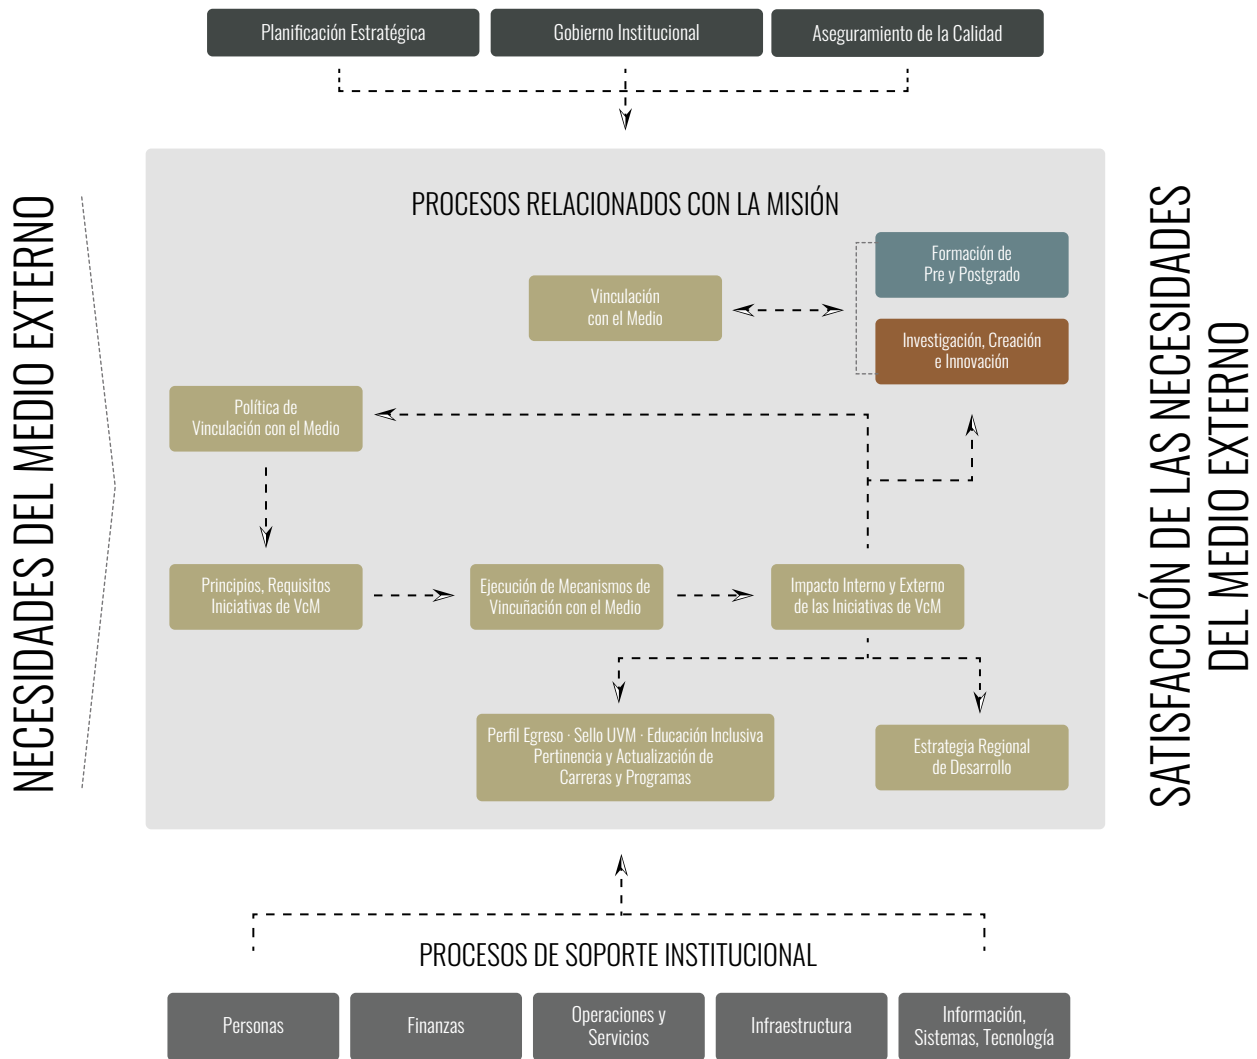 Planificación Estratégica
Gobierno Institucional
Aseguramiento de la Calidad
NECESIDADES DEL MEDIO EXTERNO
PROCESOS RELACIONADOS CON LA MISIÓN
Formación de
Pre y Postgrado
Vinculación
con el Medio
Investigación, Creación
e Innovación
Política de
Vinculación con el Medio
Principios, Requisitos
Iniciativas de VcM
Ejecución de Mecanismos de
Vincuñación con el Medio
Impacto Interno y Externo
de las Iniciativas de VcM
Perfil Egreso · Sello UVM · Educación Inclusiva
Pertinencia y Actualización de
Carreras y Programas
Estrategia Regional
de Desarrollo
SATISFACCIÓN DE LAS NECESIDADES
DEL MEDIO EXTERNO
PROCESOS DE SOPORTE INSTITUCIONAL
Personas
Finanzas
Operaciones y
Servicios
Infraestructura
Información,
Sistemas, Tecnología